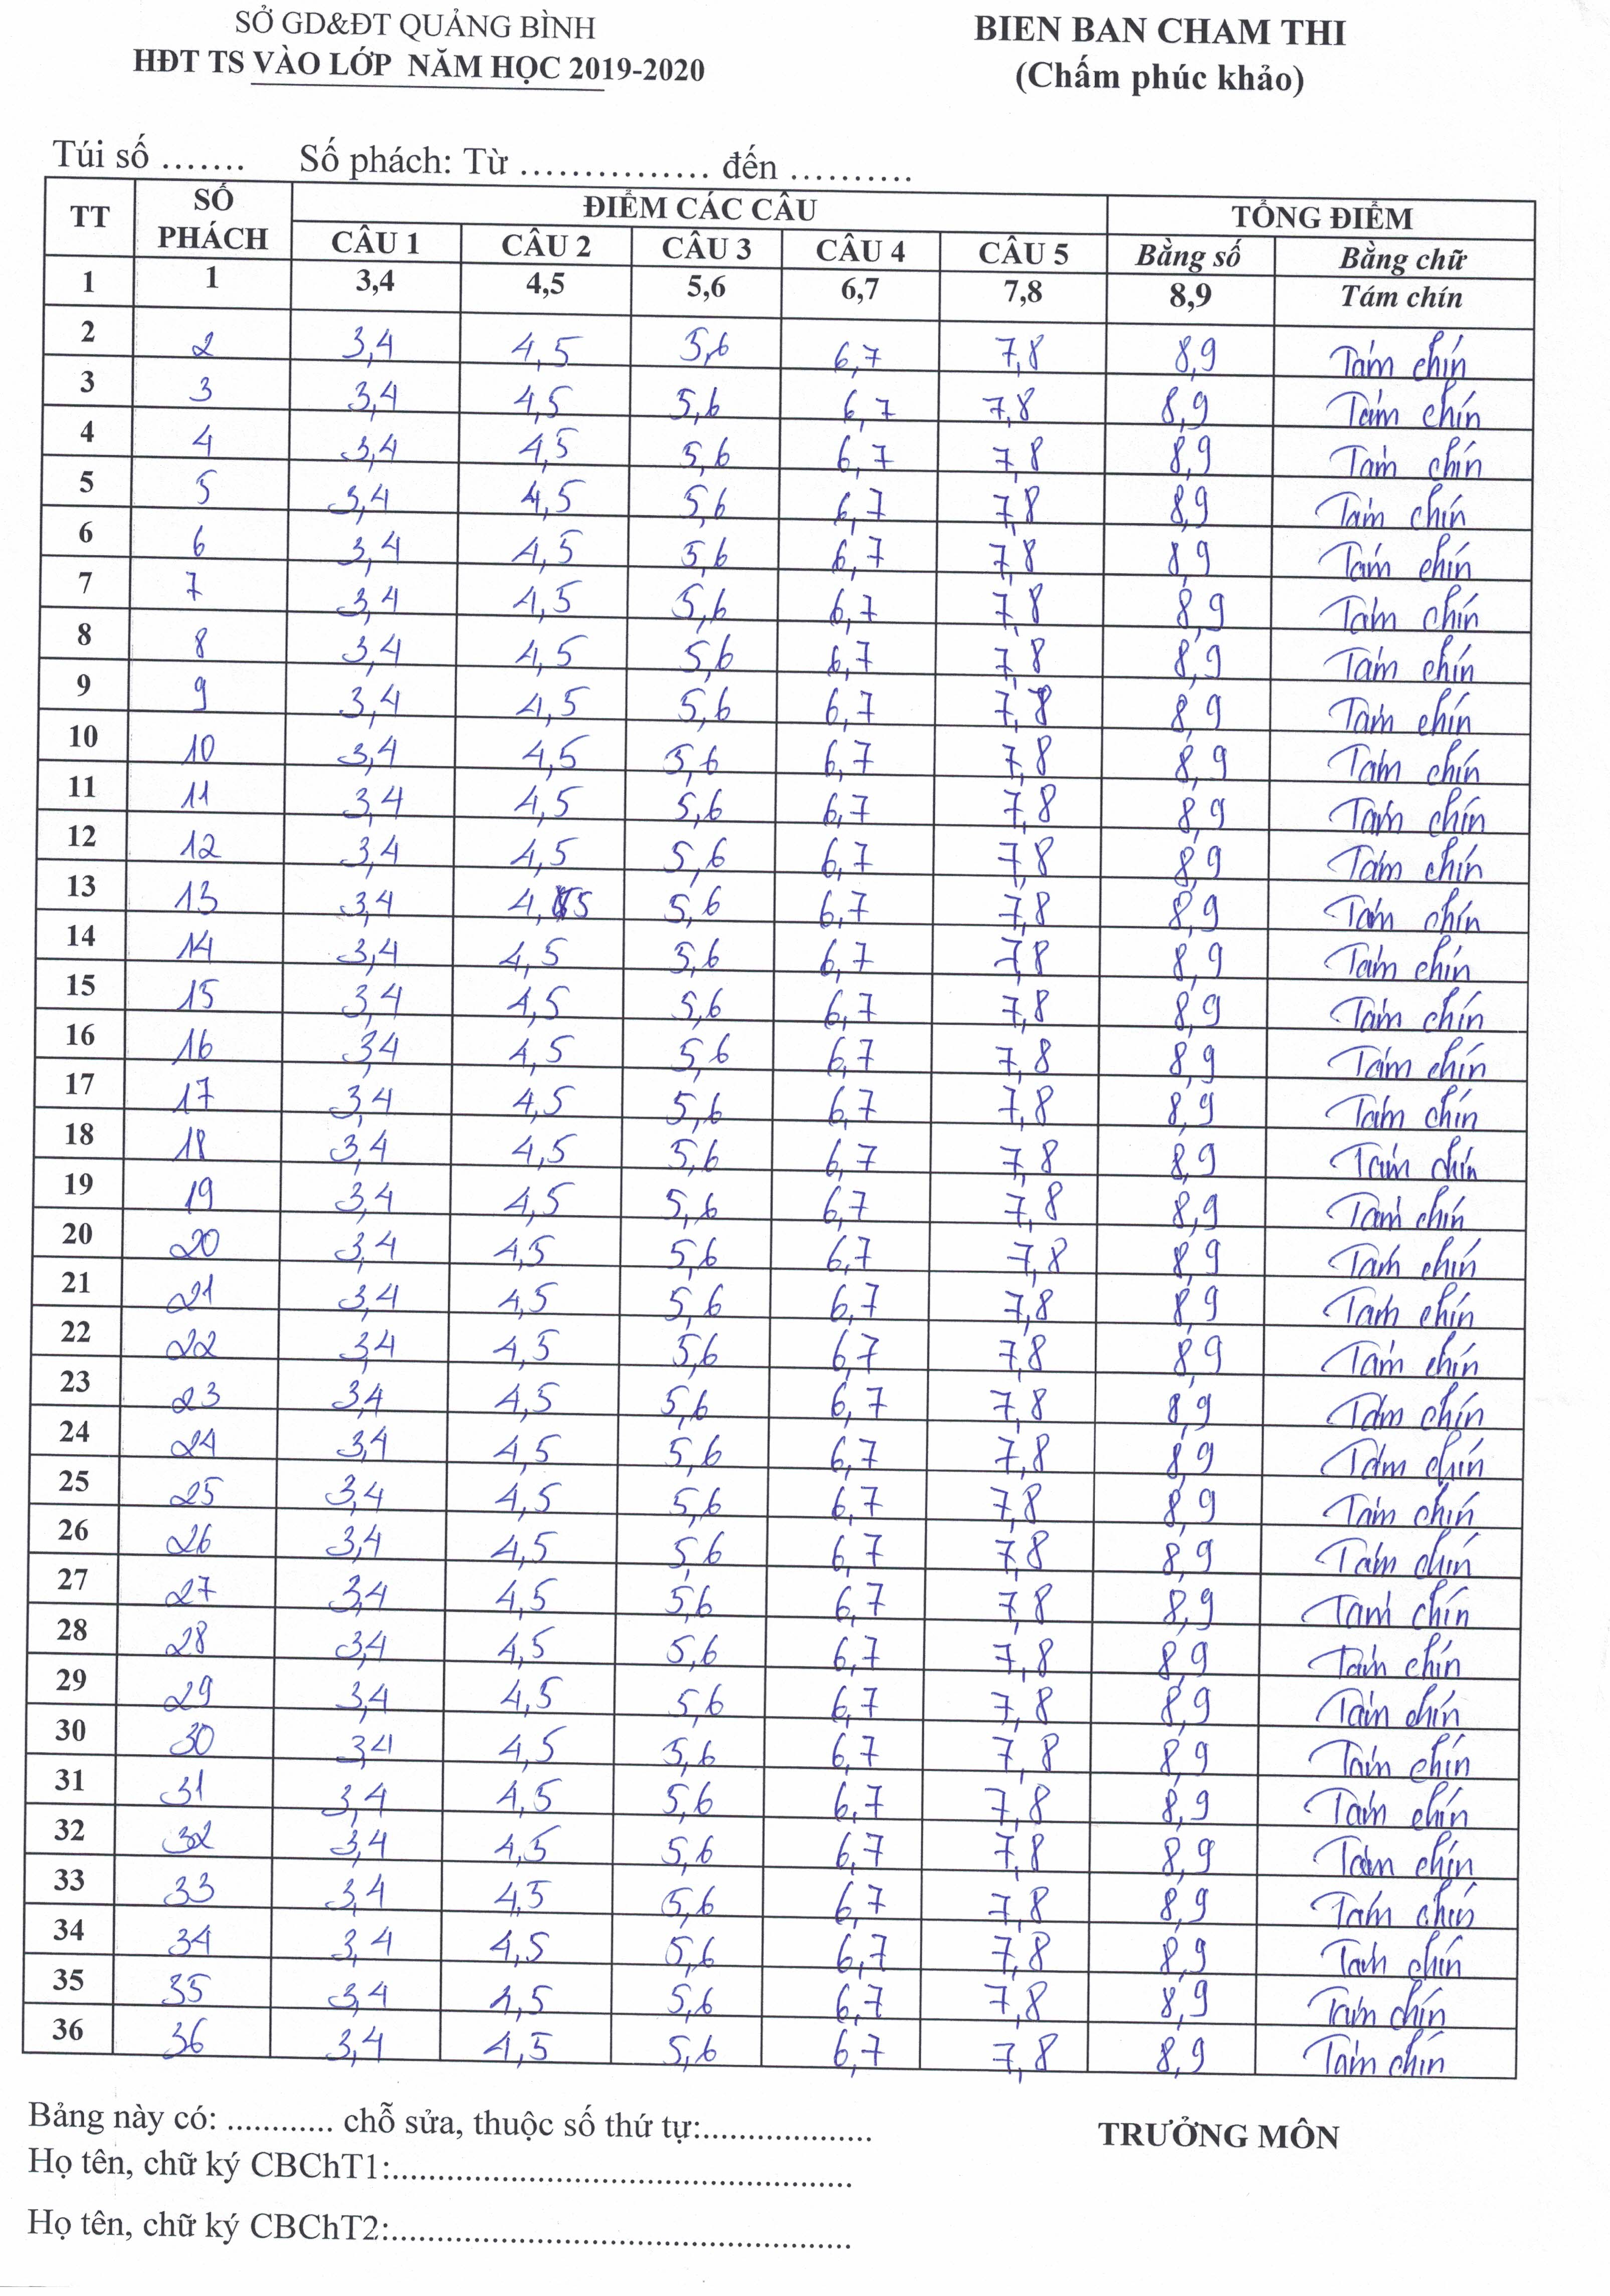 SỞ GD&ĐT QUẢNG BÌNH
HĐT TS VÀO LỚP NĂM HỌC 2019-2020
BIEN BAN CHAM THI
(Chấm phúc khảo)
Túi số ....... Số phách: Từ ............... đến ..........
TT SỐ PHÁCH ĐIỂM CÁC CÂU TỔNG ĐIỂM
CÂU 1 CÂU 2 CÂU 3 CÂU 4 CÂU 5 Bằng số Bằng chữ
1 1 3,4 4,5 5,6 6,7 7,8 8,9 Tám chín
2 2 3,4 4,5 5,6 6,7 7,8 8,9 Tám chín
3 3 3,4 4,5 5,6 6,7 7,8 8,9 Tám chín
4 4 3,4 4,5 5,6 6,7 7,8 8,9 Tám chín
5 5 3,4 4,5 5,6 6,7 7,8 8,9 Tám chín
6 6 3,4 4,5 5,6 6,7 7,8 8,9 Tám chín
7 7 3,4 4,5 5,6 6,7 7,8 8,9 Tám chín
8 8 3,4 4,5 5,6 6,7 7,8 8,9 Tám chín
9 9 3,4 4,5 5,6 6,7 7,8 8,9 Tám chín
10 10 3,4 4,5 5,6 6,7 7,8 8,9 Tám chín
11 11 3,4 4,5 5,6 6,7 7,8 8,9 Tám chín
12 12 3,4 4,5 5,6 6,7 7,8 8,9 Tám chín
13 13 3,4 4,5 5,6 6,7 7,8 8,9 Tám chín
14 14 3,4 4,5 5,6 6,7 7,8 8,9 Tám chín
15 15 3,4 4,5 5,6 6,7 7,8 8,9 Tám chín
16 16 3,4 4,5 5,6 6,7 7,8 8,9 Tám chín
17 17 3,4 4,5 5,6 6,7 7,8 8,9 Tám chín
18 18 3,4 4,5 5,6 6,7 7,8 8,9 Tám chín
19 19 3,4 4,5 5,6 6,7 7,8 8,9 Tám chín
20 20 3,4 4,5 5,6 6,7 7,8 8,9 Tám chín
21 21 3,4 4,5 5,6 6,7 7,8 8,9 Tám chín
22 22 3,4 4,5 5,6 6,7 7,8 8,9 Tám chín
23 23 3,4 4,5 5,6 6,7 7,8 8,9 Tám chín
24 24 3,4 4,5 5,6 6,7 7,8 8,9 Tám chín
25 25 3,4 4,5 5,6 6,7 7,8 8,9 Tám chín
26 26 3,4 4,5 5,6 6,7 7,8 8,9 Tám chín
27 27 3,4 4,5 5,6 6,7 7,8 8,9 Tám chín
28 28 3,4 4,5 5,6 6,7 7,8 8,9 Tám chín
29 29 3,4 4,5 5,6 6,7 7,8 8,9 Tám chín
30 30 3,4 4,5 5,6 6,7 7,8 8,9 Tám chín
31 31 3,4 4,5 5,6 6,7 7,8 8,9 Tám chín
32 32 3,4 4,5 5,6 6,7 7,8 8,9 Tám chín
33 33 3,4 4,5 5,6 6,7 7,8 8,9 Tám chín
34 34 3,4 4,5 5,6 6,7 7,8 8,9 Tám chín
35 35 3,4 4,5 5,6 6,7 7,8 8,9 Tám chín
36 36 3,4 4,5 5,6 6,7 7,8 8,9 Tám chín
Bảng này có: ............ chỗ sửa, thuộc số thứ tự:...................
TRƯỞNG MÔN
Họ tên, chữ ký CBChT1:...................................................
Họ tên, chữ ký CBChT2:...................................................